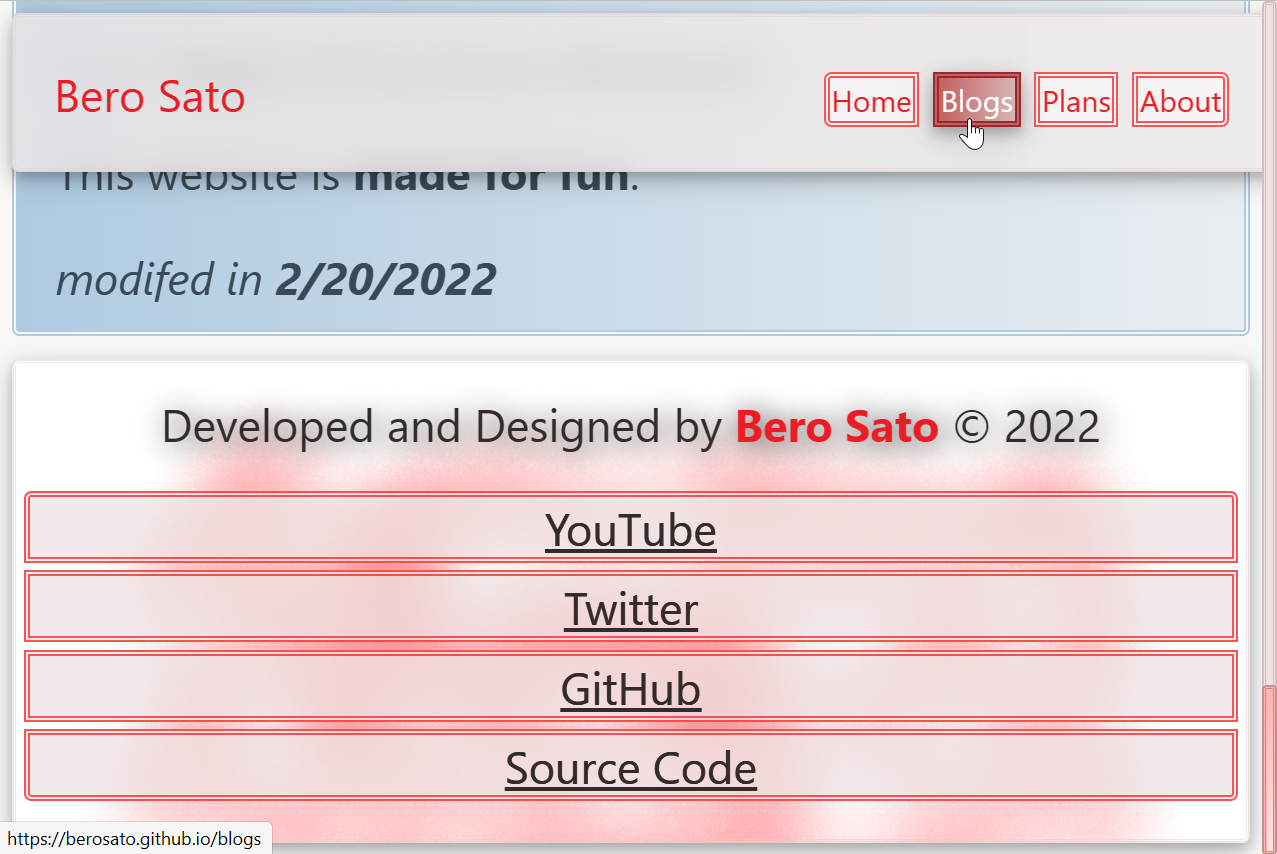 Bero Sato
Home Blogs Plans About
This website is made for fun.
modifed in 2/20/2022
Developed and Designed by Bero Sato © 2022
YouTube
Twitter
GitHub
Source Code
https://berosato.github.io/blogs